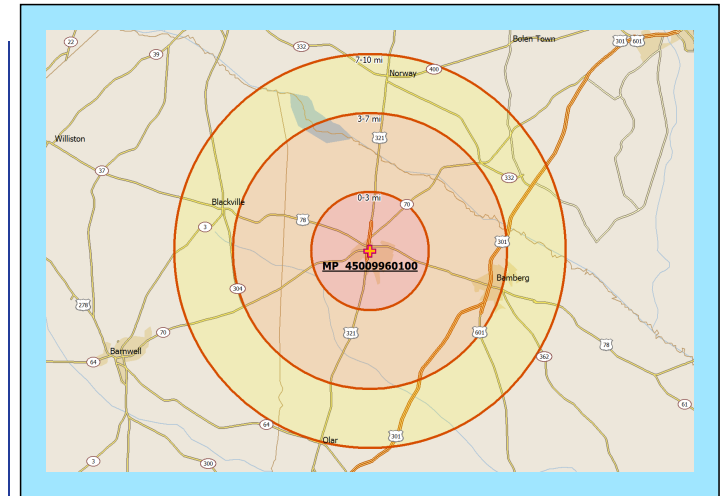 22
39
332
7-10 mi
Norway
400
Bolen Town
301
601
3-7 mi
321
Williston
37
332
0-3 mi
70
Blackville
78
3
301
MP 45009960100
Bamberg
304
278
321
601
70
78
Barnwell
64
362
61
64
Olar
301
3
300